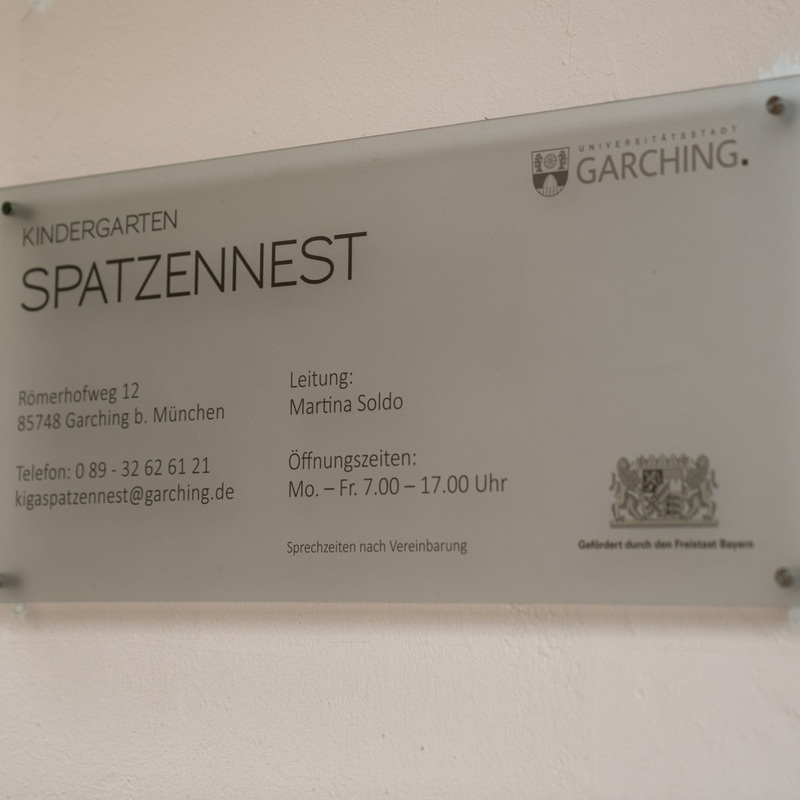 UNIVERSITÄTSSTADT
GARCHING.
KINDERGARTEN
SPATZENNEST
Römerhofweg 12
85748 Garching b. München
Telefon: 0 89 - 32 62 61 21
kigaspatzennest@garching.de
Leitung:
Martina Soldo
Öffnungszeiten:
Mo. – Fr. 7.00 – 17.00 Uhr
Sprechzeiten nach Vereinbarung
Gefördert durch den Freistaat Bayern